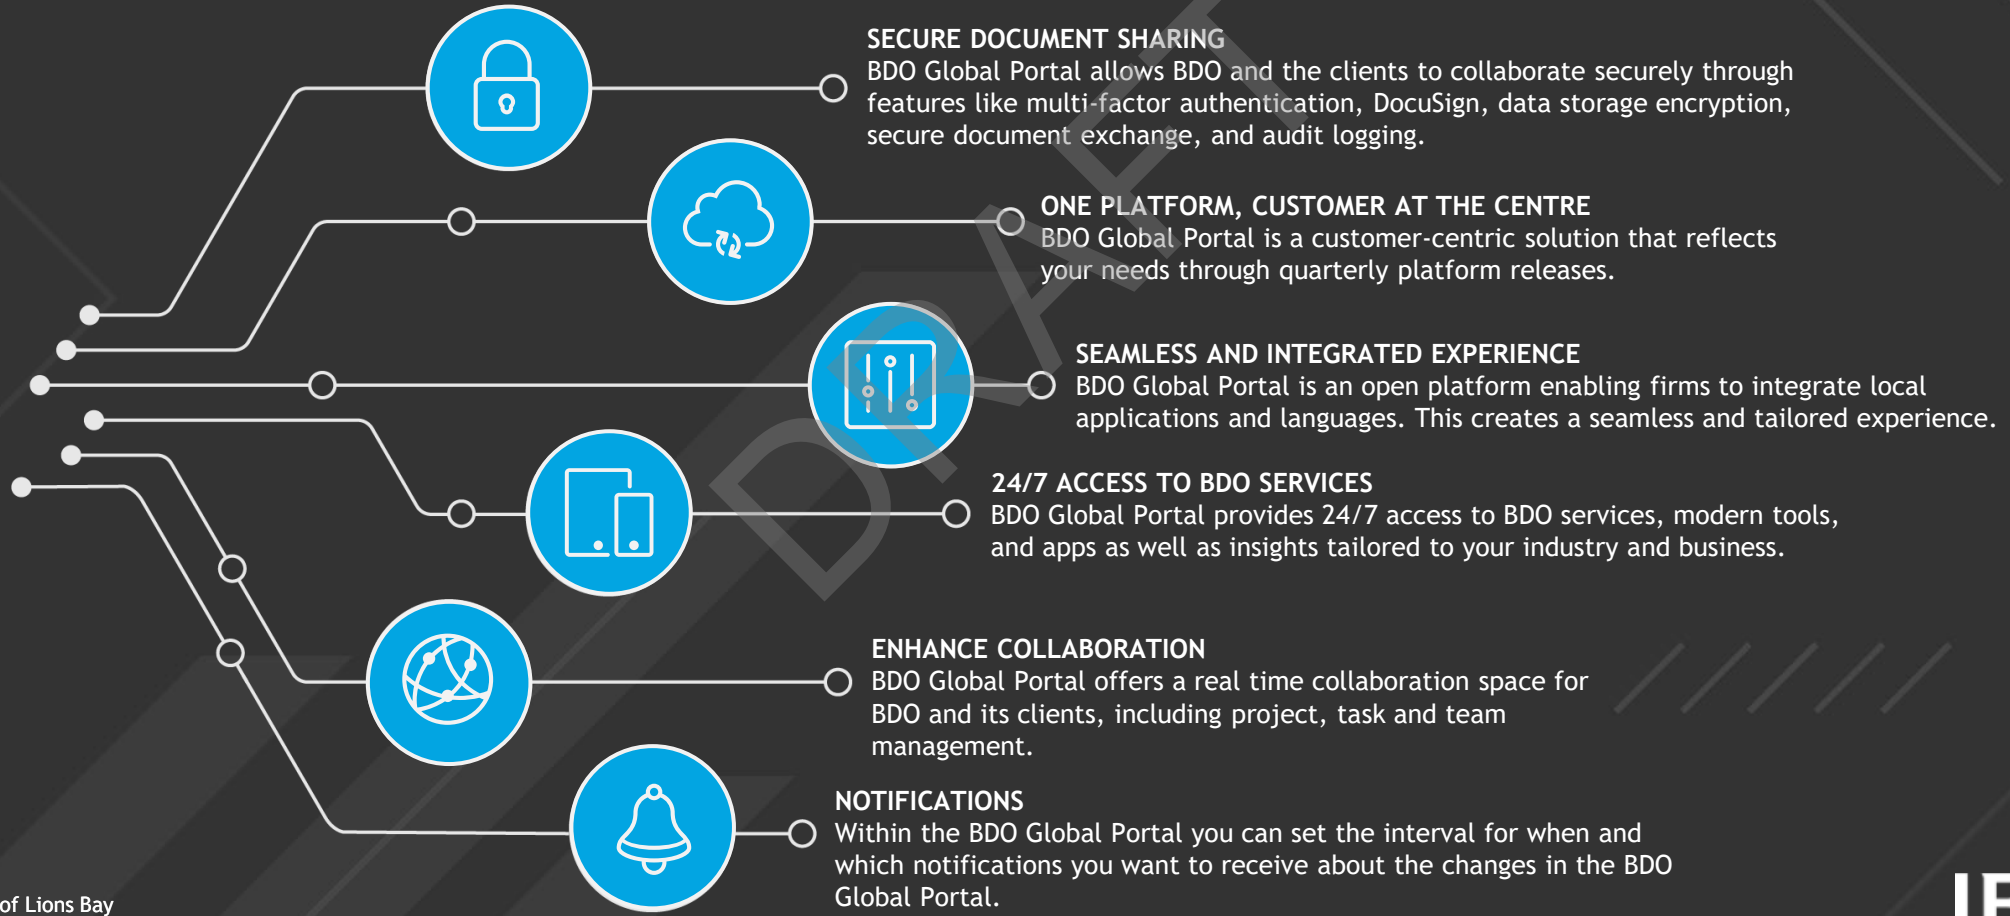 SECURE DOCUMENT SHARING
BDO Global Portal allows BDO and the clients to collaborate securely through
features like multi-factor authentication, DocuSign, data storage encryption,
secure document exchange, and audit logging.
ONE PLATFORM, CUSTOMER AT THE CENTRE
BDO Global Portal is a customer-centric solution that reflects
your needs through quarterly platform releases.
SEAMLESS AND INTEGRATED EXPERIENCE
BDO Global Portal is an open platform enabling firms to integrate local
applications and languages. This creates a seamless and tailored experience.
24/7 ACCESS TO BDO SERVICES
BDO Global Portal provides 24/7 access to BDO services, modern tools,
and apps as well as insights tailored to your industry and business.
ENHANCE COLLABORATION
BDO Global Portal offers a real time collaboration space for
BDO and its clients, including project, task and team
management.
NOTIFICATIONS
Within the BDO Global Portal you can set the interval for when and
which notifications you want to receive about the changes in the BDO
Global Portal.
of Lions Bay
DRAFT